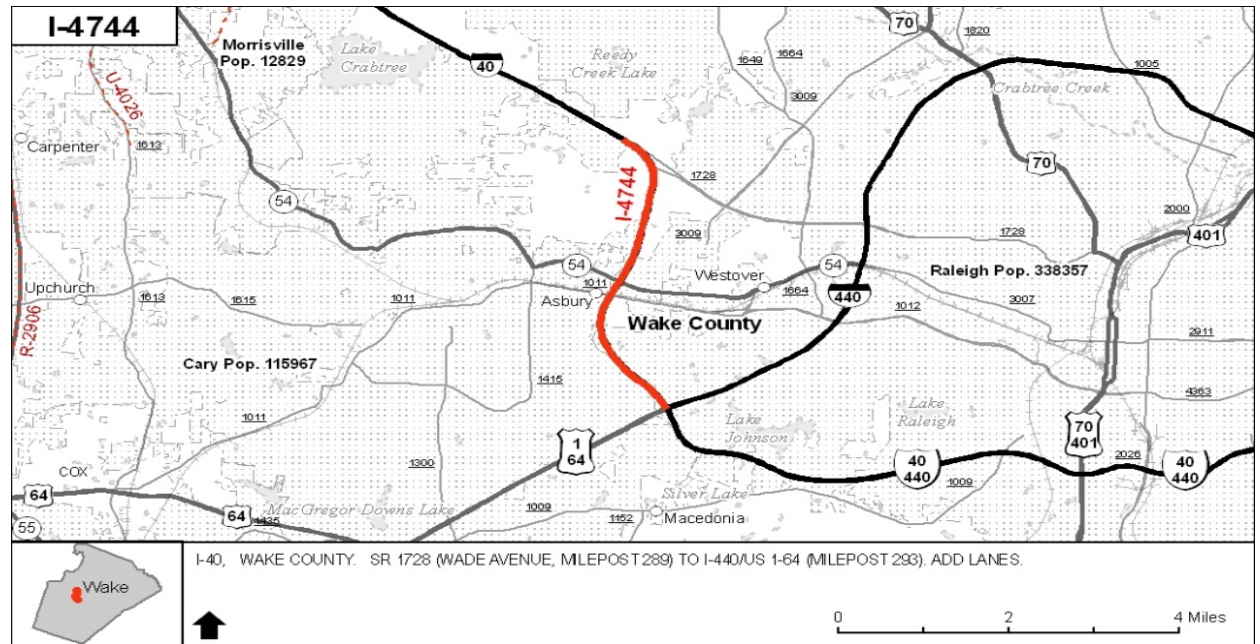 I-4744
Morrisville
Pop. 12829
Lake
Crabtree
40
Reedy
Creek Lake
1649
1664
3009
70
1820
1005
Crabtree Creek
U-4026
Carpenter
1613
54
I-4744
1728
70
2000
401
3009
1728
54
1011
Westover
54
Raleigh Pop. 338357
Upchurch
1613
1615
1011
Asbury
1664
440
1012
3007
R-2906
Wake County
2911
Cary Pop. 115967
1415
4363
1011
Lake
Johnson
Lake
Raleigh
1
64
70
401
COX
1300
40
440
2026
40
440
64
64
MacGregor Downs Lake
Silver Lake
1009
1009
55
1435
1152
Macedonia
Wake
I-40, WAKE COUNTY. SR 1728 (WADE AVENUE, MILEPOST 289) TO I-440/US 1-64 (MILEPOST 293). ADD LANES.
0 2 4 Miles